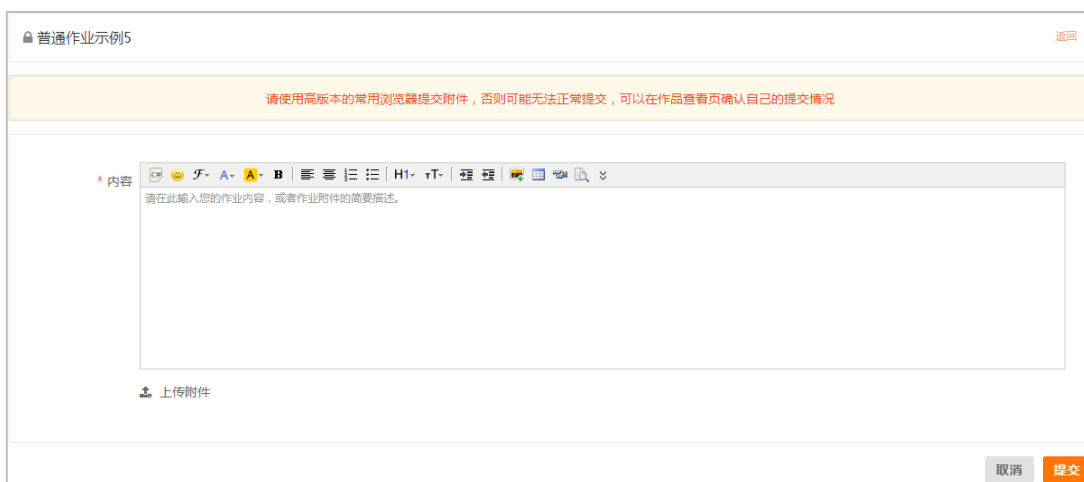 普通作业示例5
返回
请使用高版本的常用浏览器提交附件，否则可能无法正常提交，可以在作品查看页确认自己的提交情况
* 内容
C# F A A B H1 TT
请在此输入您的作业内容，或者作业附件的简要描述。
上传附件
取消 提交